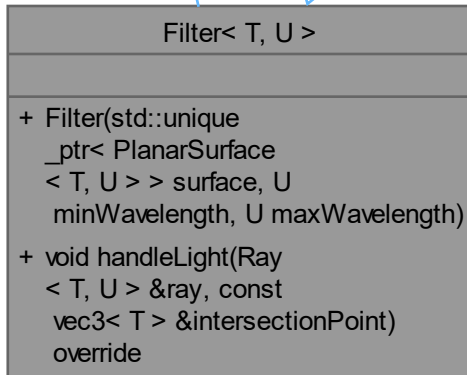 Filter< T, U >
+ Filter(std::unique
_ptr< PlanarSurface
< T, U > > surface, U
minWavelength, U maxWavelength)
+ void handleLight(Ray
< T, U > &ray, const
vec3< T > &intersectionPoint)
override